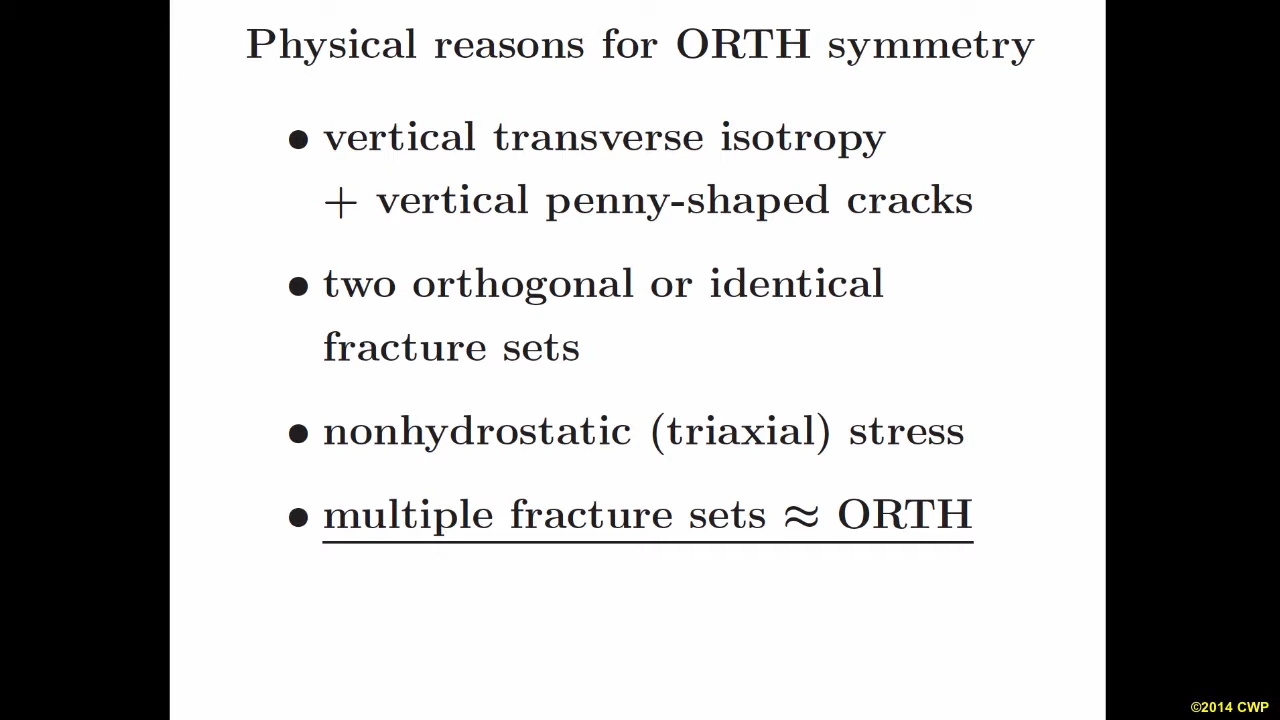 Physical reasons for ORTH symmetry
• vertical transverse isotropy
+ vertical penny-shaped cracks
• two orthogonal or identical
fracture sets
• nonhydrostatic (triaxial) stress
• multiple fracture sets ≈ ORTH
©2014 CWP